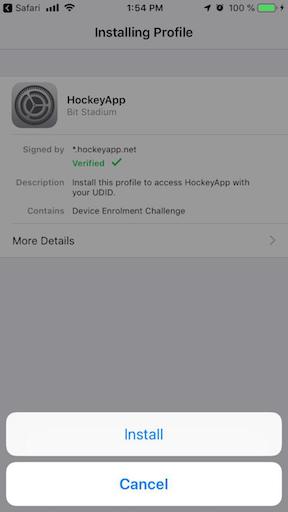 Safari 1:54 PM 100 %
Installing Profile
HockeyApp
Bit Stadium
Signed by *.hockeyapp.net
Verified
Description Install this profile to access HockeyApp with
your UDID.
Contains Device Enrolment Challenge
More Details
Install
Cancel